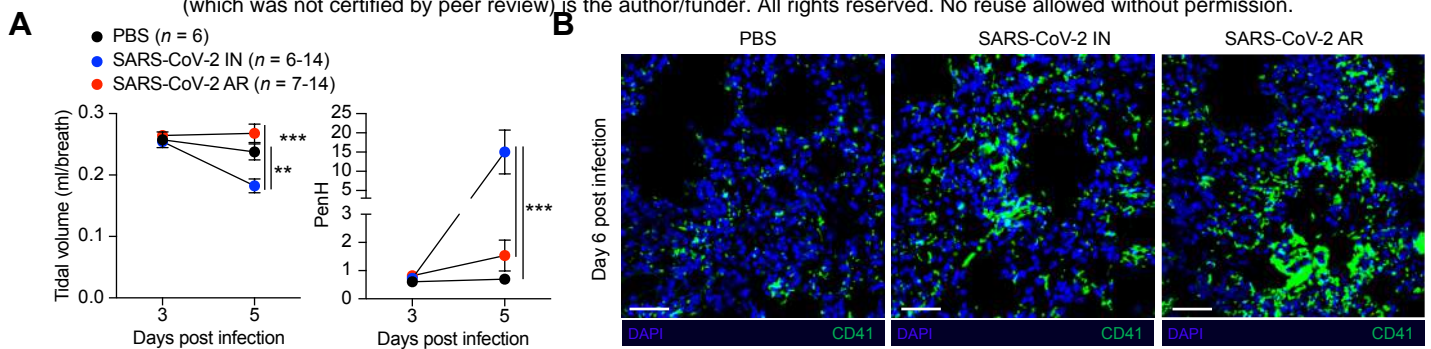 (which was not certified by peer review) is the author/funder. All rights reserved. No reuse allowed without permission.
A
PBS (n = 6)
SARS-CoV-2 IN (n = 6-14)
SARS-CoV-2 AR (n = 7-14)
Tidal volume (ml/breath)
0.3
0.2
0.1
0.0
***
**
3
5
Days post infection
PenH
25
20
15
10
5
3
2
1
0
***
3
5
Days post infection
B
PBS
SARS-CoV-2 IN
SARS-CoV-2 AR
Day 6 post infection
DAPI
CD41
DAPI
CD41
DAPI
CD41